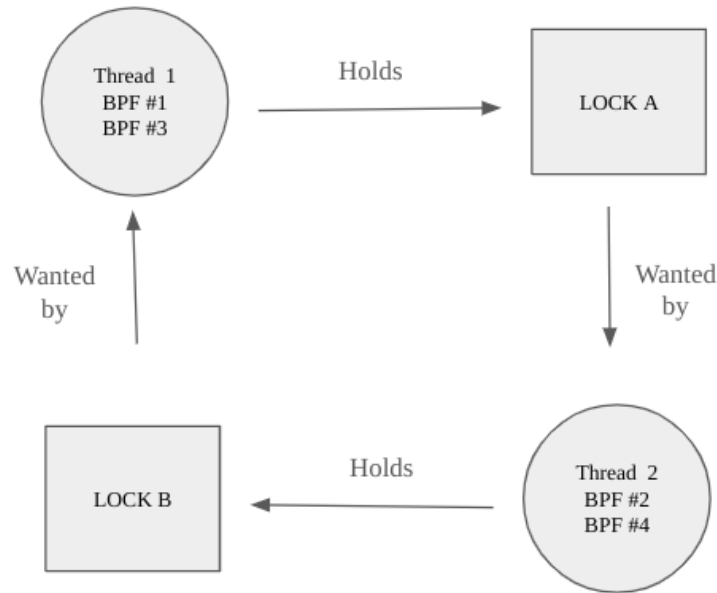 Thread 1
BPF #1
BPF #3
Holds
LOCK A
Wanted
by
Wanted
by
LOCK B
Holds
Thread 2
BPF #2
BPF #4